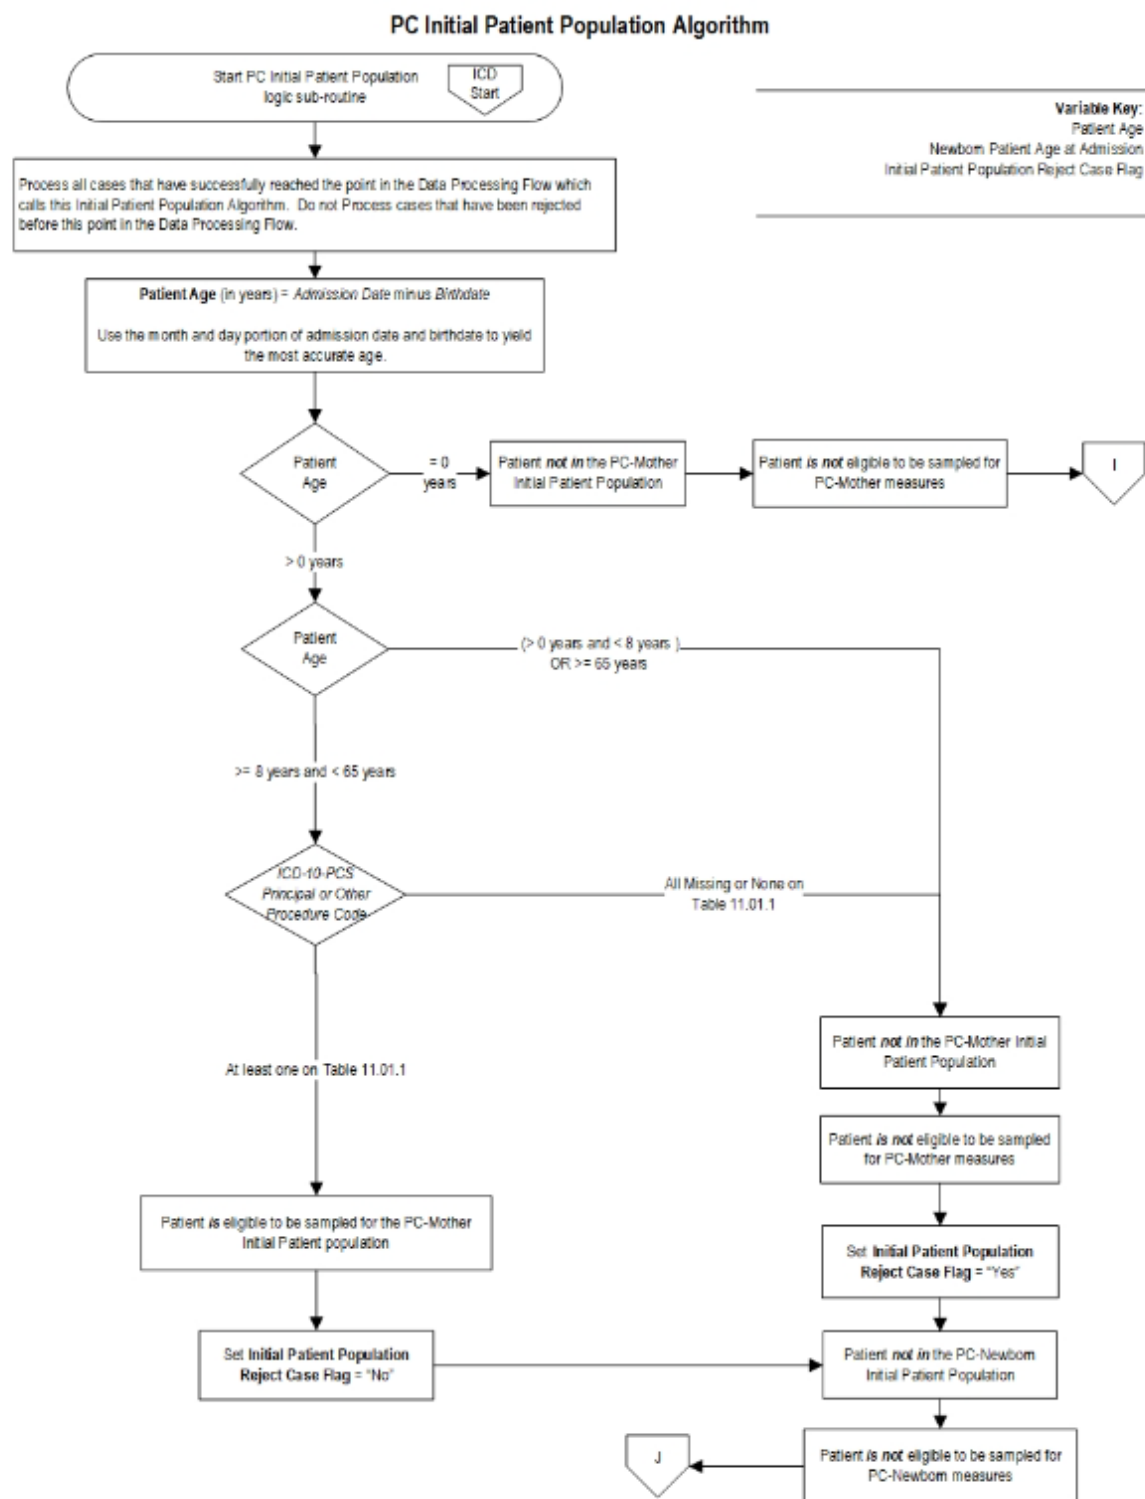 PC Initial Patient Population Algorithm
Start PC Initial Patient Population
logic sub-routine
ICD
Start
Variable Key:
Patient Age
Newborn Patient Age at Admission
Initial Patient Population Reject Case Flag
Process all cases that have successfully reached the point in the Data Processing Flow which
calls this Initial Patient Population Algorithm. Do not Process cases that have been rejected
before this point in the Data Processing Flow.
Patient Age (in years) = Admission Date minus Birthdate
Use the month and day portion of admission date and birthdate to yield
the most accurate age.
Patient
Age
= 0
years
Patient not in the PC-Mother
Initial Patient Population
Patient is not eligible to be sampled for
PC-Mother measures
I
> 0 years
Patient
Age
(> 0 years and < 8 years )
OR >= 65 years
>= 8 years and < 65 years
ICD-10-PCS
Principal or Other
Procedure Code
All Missing or None on
Table 11.01.1
At least one on Table 11.01.1
Patient not in the PC-Mother Initial
Patient Population
Patient is not eligible to be sampled
for PC-Mother measures
Patient is eligible to be sampled for the PC-Mother
Initial Patient population
Set Initial Patient Population
Reject Case Flag = "Yes"
Set Initial Patient Population
Reject Case Flag = "No"
Patient not in the PC-Newborn
Initial Patient Population
J
Patient is not eligible to be sampled for
PC-Newborn measures